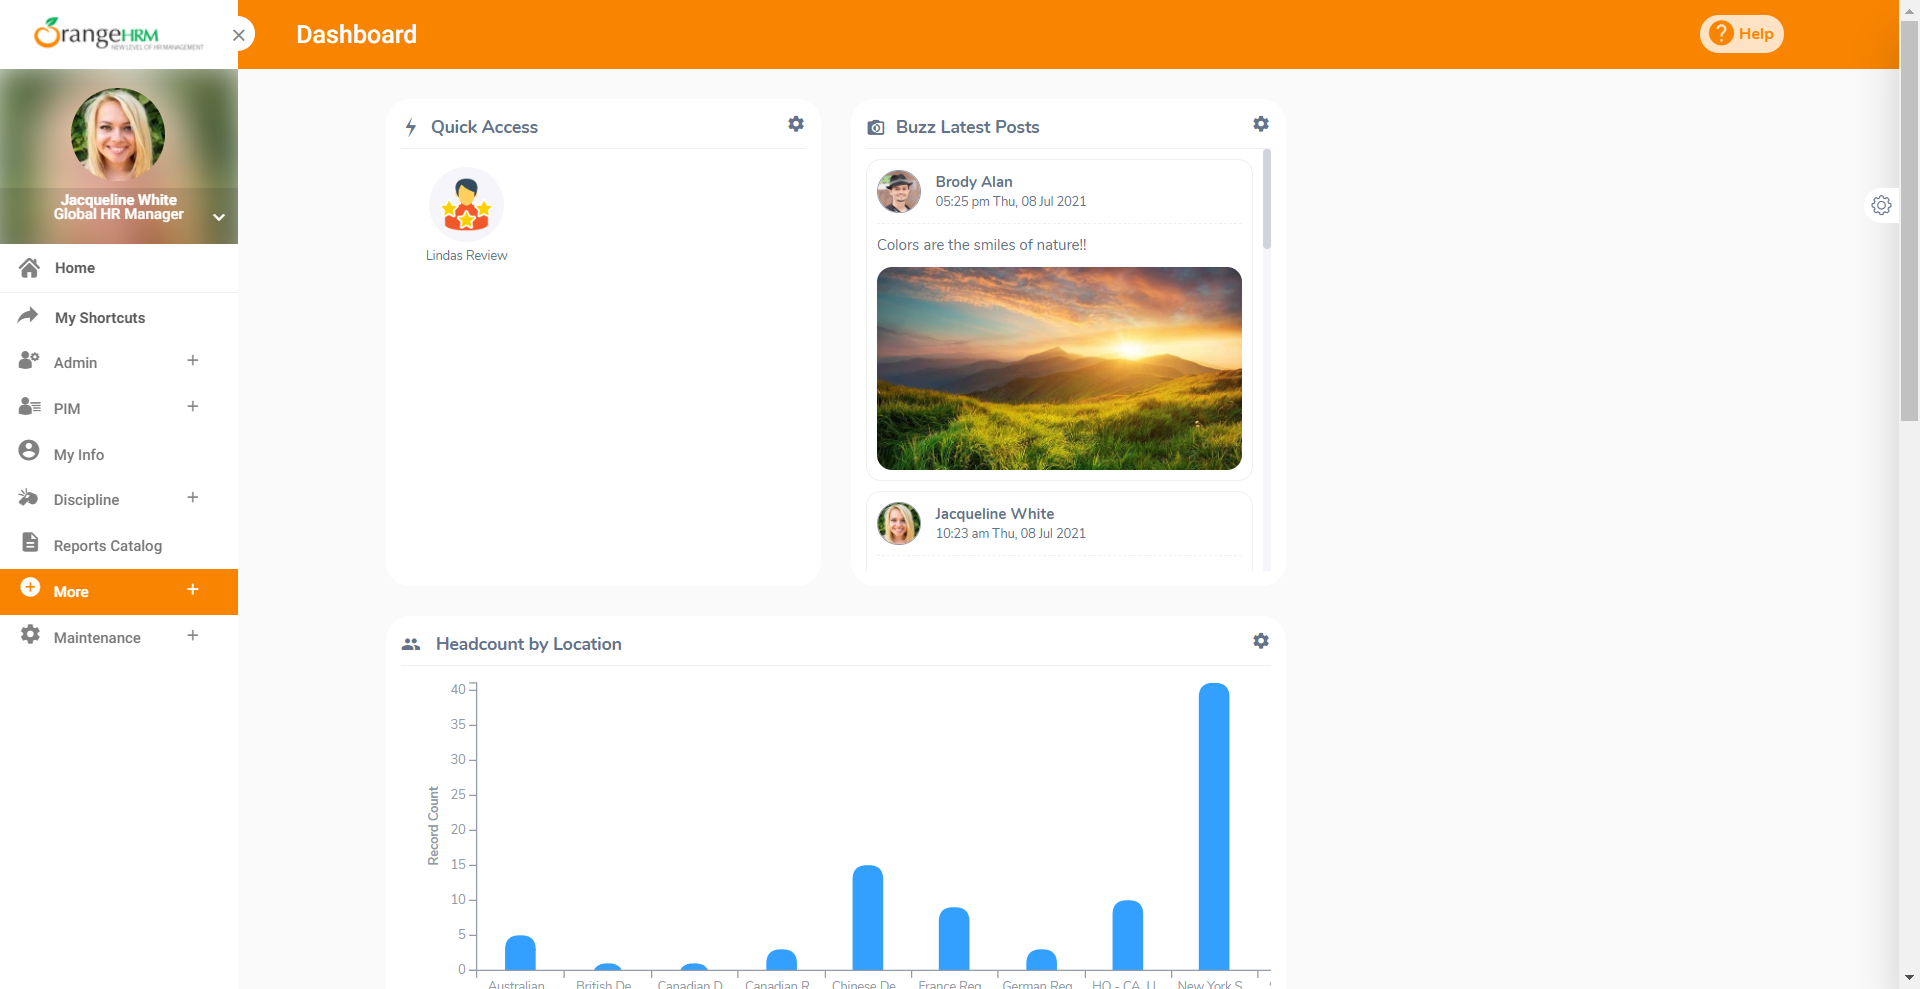 OrangeHRM
NEW LEVEL OF HR MANAGEMENT
Dashboard
? Help
Jacqueline White
Global HR Manager
Home
My Shortcuts
Admin
PIM
My Info
Discipline
Reports Catalog
More
Maintenance
Quick Access
Lindas Review
Buzz Latest Posts
Brody Alan
05:25 pm Thu, 08 Jul 2021
Colors are the smiles of nature!!
Jacqueline White
10:23 am Thu, 08 Jul 2021
Headcount by Location
Record Count
40
35
30
25
20
15
10
5
0
Australian British De Canadian D Canadian R Chinese De France Reg German Reg HQ - CA, U New York S